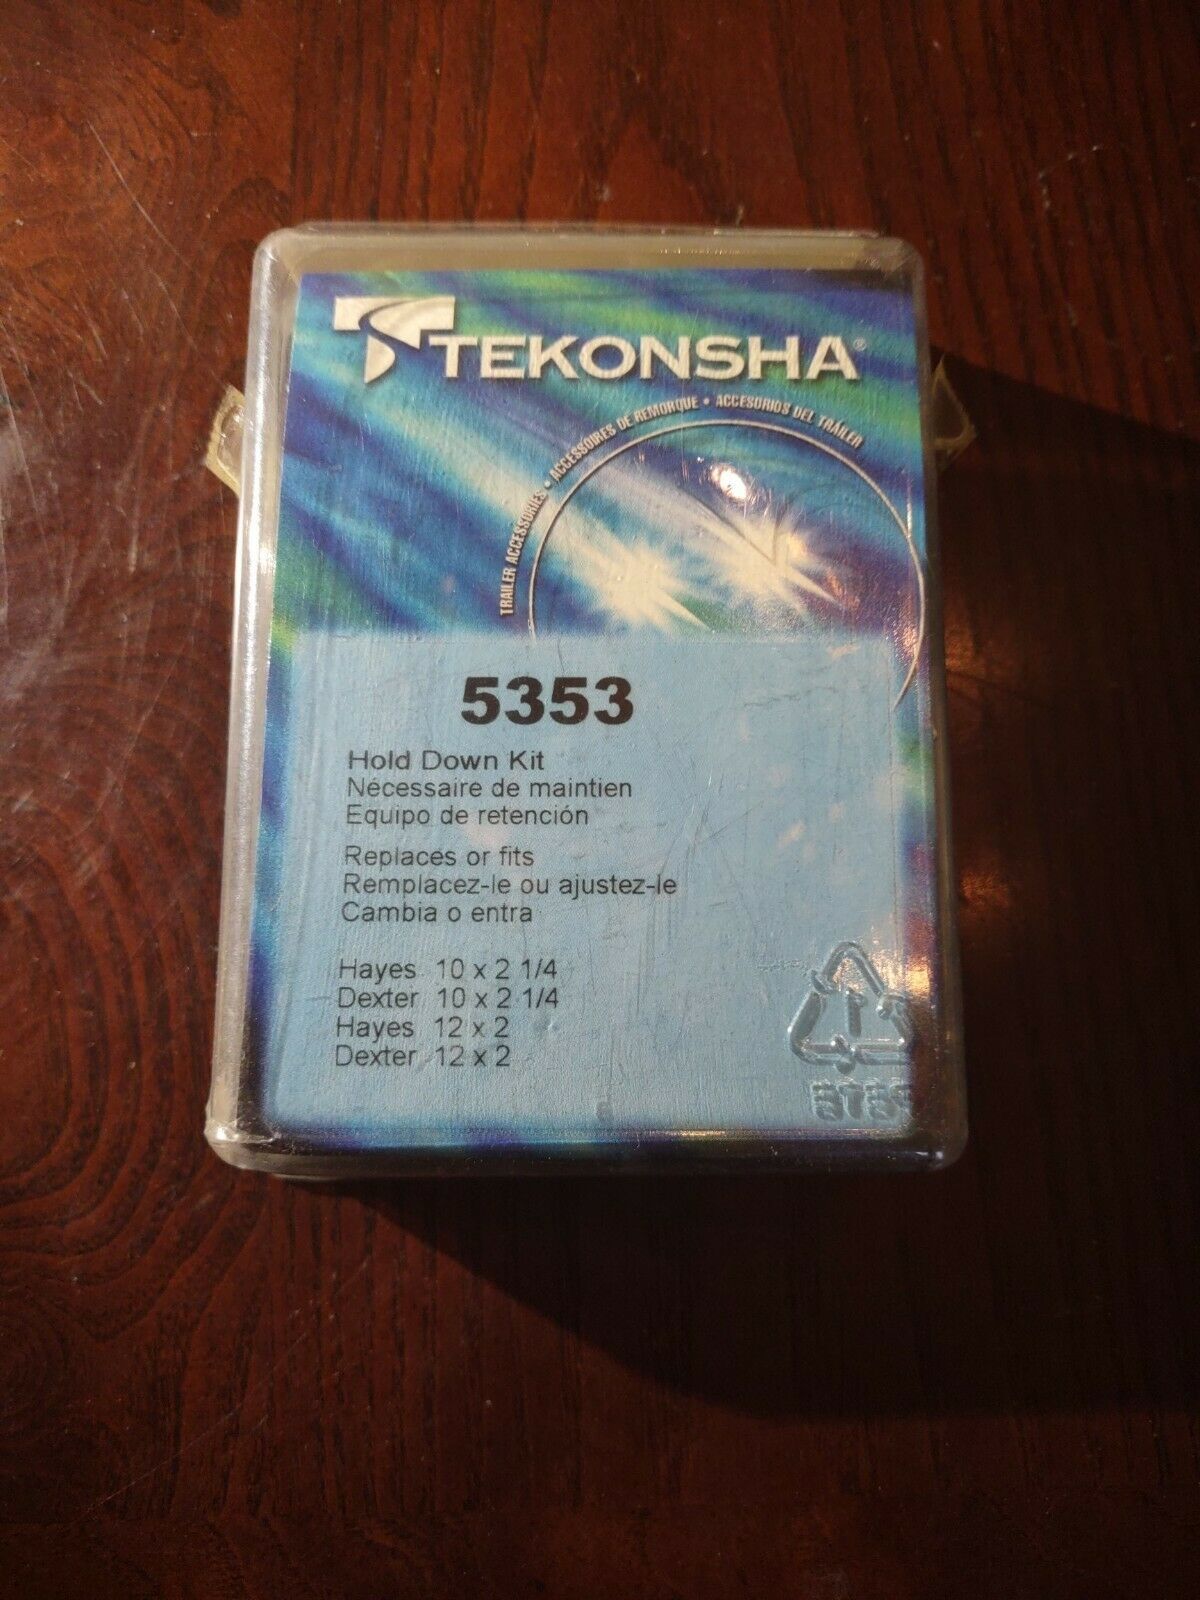 TEKONSHA®
TRAILER ACCESSORIES • ACCESSOIRES DE REMORQUE • ACCESORIOS DEL TRÁILER
5353
Hold Down Kit
Nécessaire de maintien
Equipo de retención
Replaces or fits
Remplacez-le ou ajustez-le
Cambia o entra
Hayes 10 x 2 1/4
Dexter 10 x 2 1/4
Hayes 12 x 2
Dexter 12 x 2
1